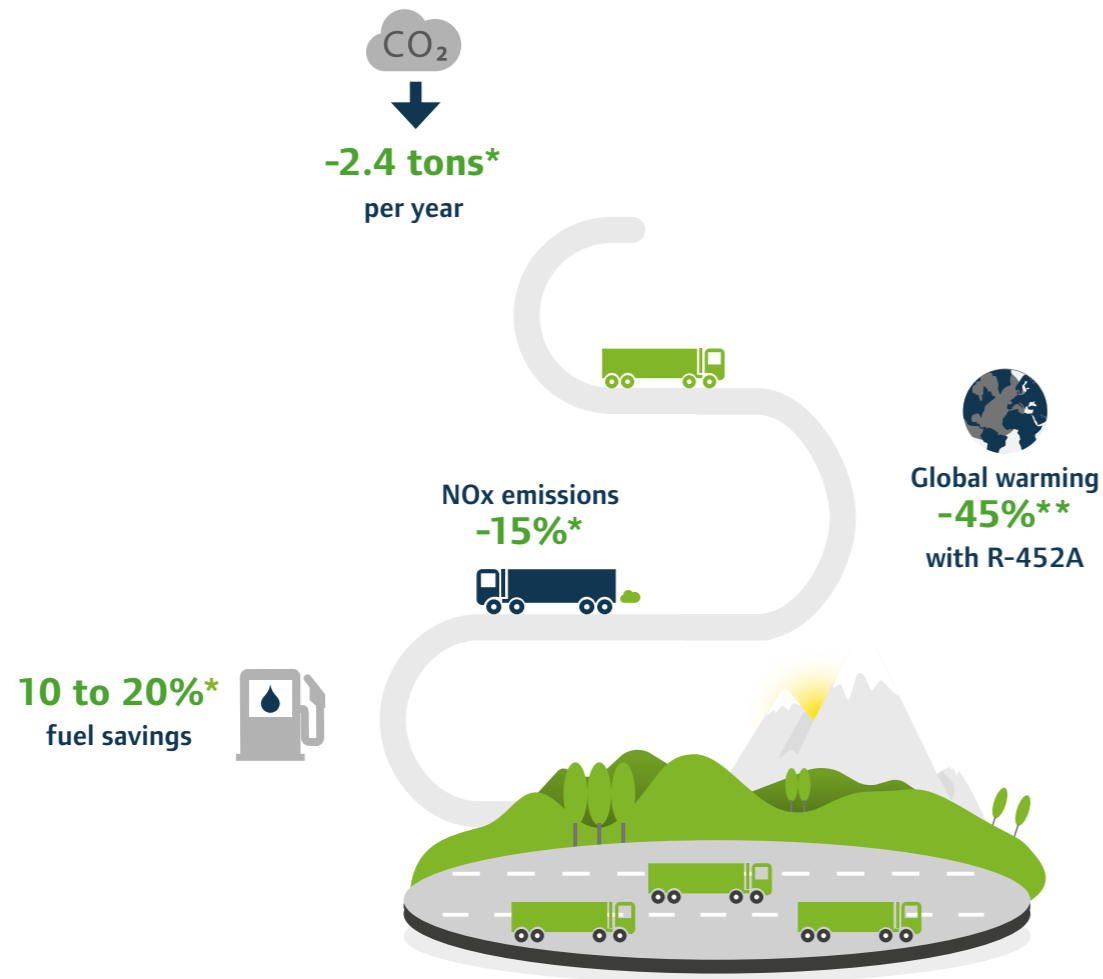 CO₂
-2.4 tons*
per year
NOx emissions
-15%*
Global warming
-45%**
with R-452A
10 to 20%*
fuel savings